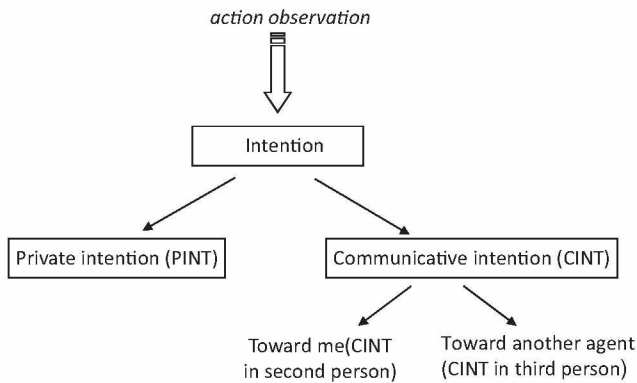 action observation
Intention
Private intention (PINT)
Communicative intention (CINT)
Toward me(CINT
in second person)
Toward another agent
(CINT in third person)